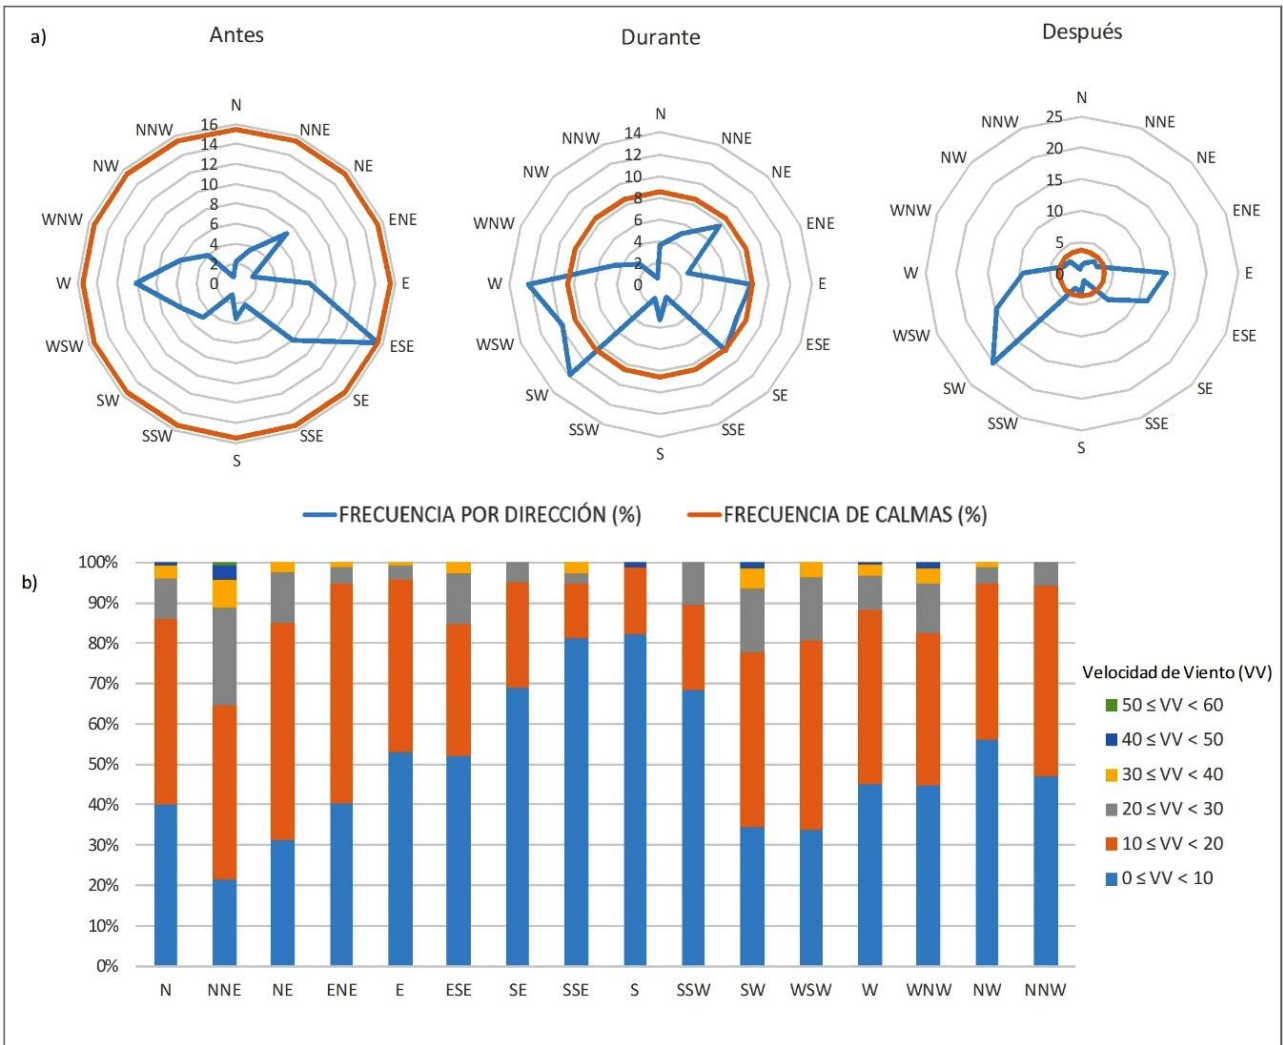 a)
Antes
Durante
Después
N
NNE
NE
ENE
E
ESE
SE
SSE
S
SSW
SW
WSW
W
WNW
NW
NNW
16
14
12
10
8
6
4
2
0
N
NNE
NE
ENE
E
ESE
SE
SSE
S
SSW
SW
WSW
W
WNW
NW
NNW
14
12
10
8
6
4
2
0
N
NNE
NE
ENE
E
ESE
SE
SSE
S
SSW
SW
WSW
W
WNW
NW
NNW
25
20
15
10
5
0
FRECUENCIA POR DIRECCIÓN (%)
FRECUENCIA DE CALMAS (%)
b)
100%
90%
80%
70%
60%
50%
40%
30%
20%
10%
0%
N NNE NE ENE E ESE SE SSE S SSW SW WSW W WNW NW NNW
Velocidad de Viento (VV)
50 ≤ VV < 60
40 ≤ VV < 50
30 ≤ VV < 40
20 ≤ VV < 30
10 ≤ VV < 20
0 ≤ VV < 10